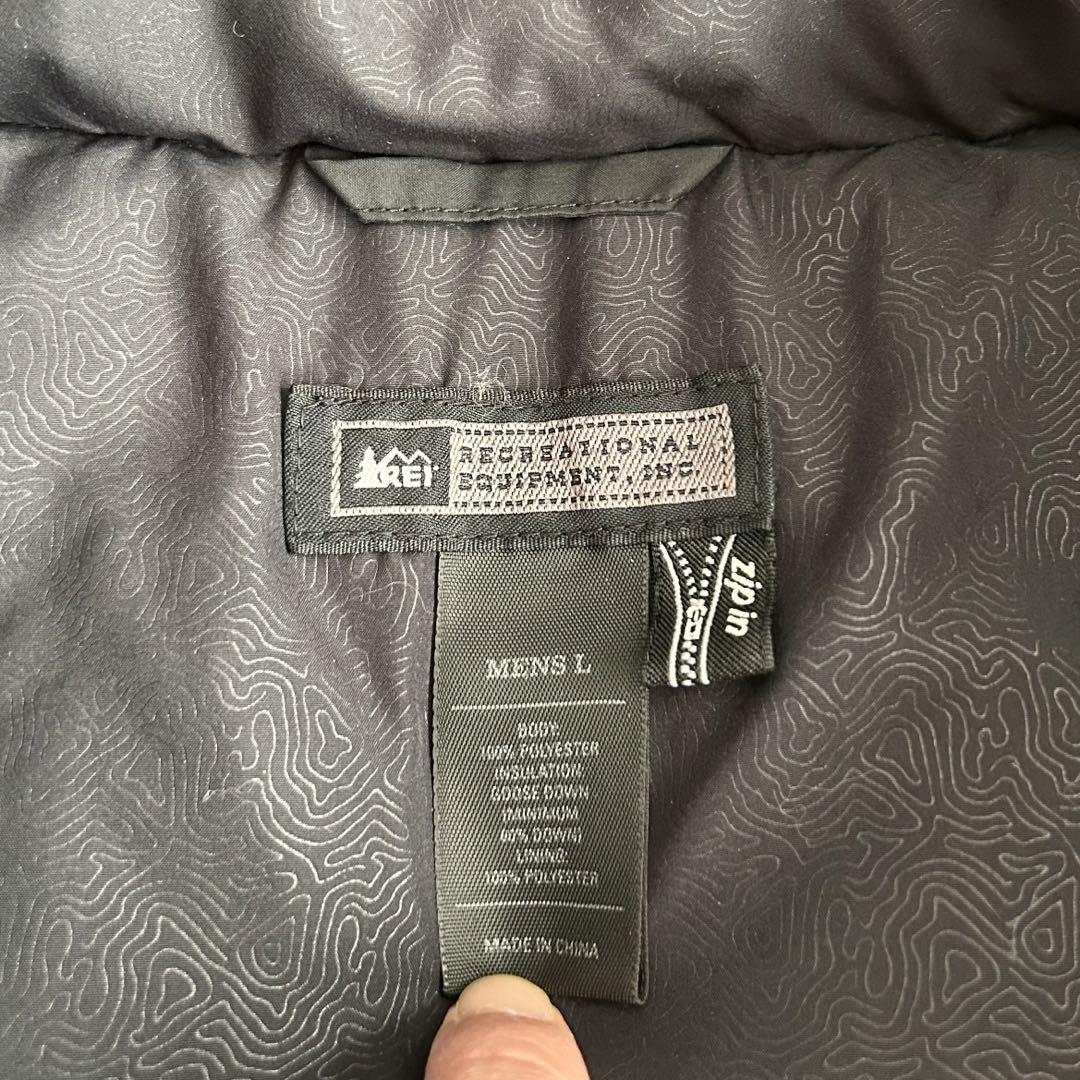 REI
RECREATIONAL
EQUIPMENT, INC.
zip in
MENS L
BODY
100% POLYESTER
INSULATION
GOOSE DOWN
(MINIMUM
80% DOWN)
LINING
100% POLYESTER
MADE IN CHINA